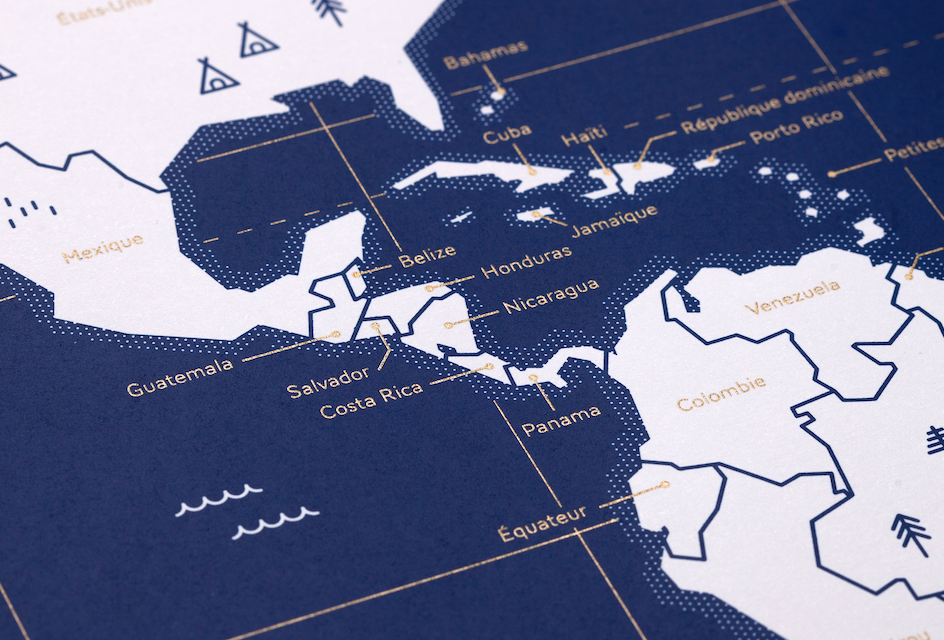 États-Unis
Bahamas
Cuba
Haïti
République dominicaine
Porto Rico
Petites
Jamaïque
Mexique
Belize
Honduras
Nicaragua
Venezuela
Guatemala
Salvador
Costa Rica
Panama
Colombie
Équateur